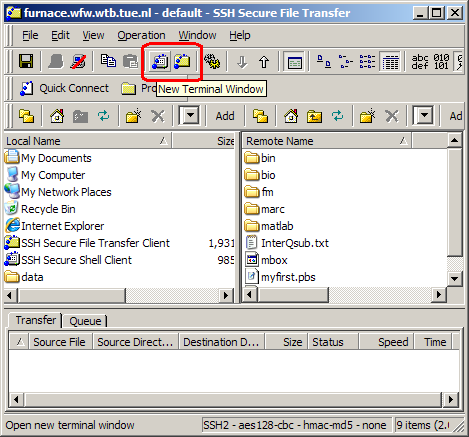 furnace.wfw.wtb.tue.nl - default - SSH Secure File Transfer
File Edit View Operation Window Help
abc 010
def 101
Quick Connect Pro
New Terminal Window
Add
Local Name Size
My Documents
My Computer
My Network Places
Recycle Bin
Internet Explorer
SSH Secure File Transfer Client 1,931
SSH Secure Shell Client 985
data
Remote Name
bin
bio
fm
marc
matlab
InterQsub.txt
mbox
myfirst.pbs
Transfer Queue
Source File Source Direct... Destination D... Size Status Speed Time
Open new terminal window SSH2 - aes128-cbc - hmac-md5 - none 9 items (2.